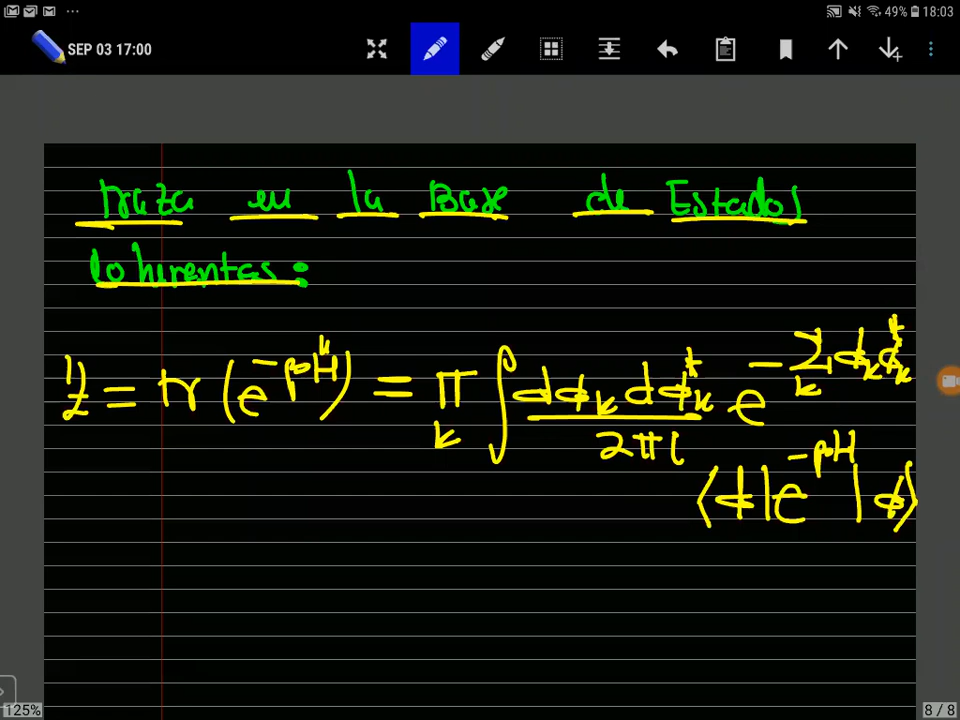 SEP 03 17:00
49% 18:03
Traza en la Base de Estados
Coherentes:
Z = tr (e^{-βH}) = π_k ∫ dϕ_k dϕ*_k / 2πi e^{-Σ_k ϕ_k ϕ*_k}
⟨ϕ|e^{-βH}|ϕ⟩
125%
8 / 8